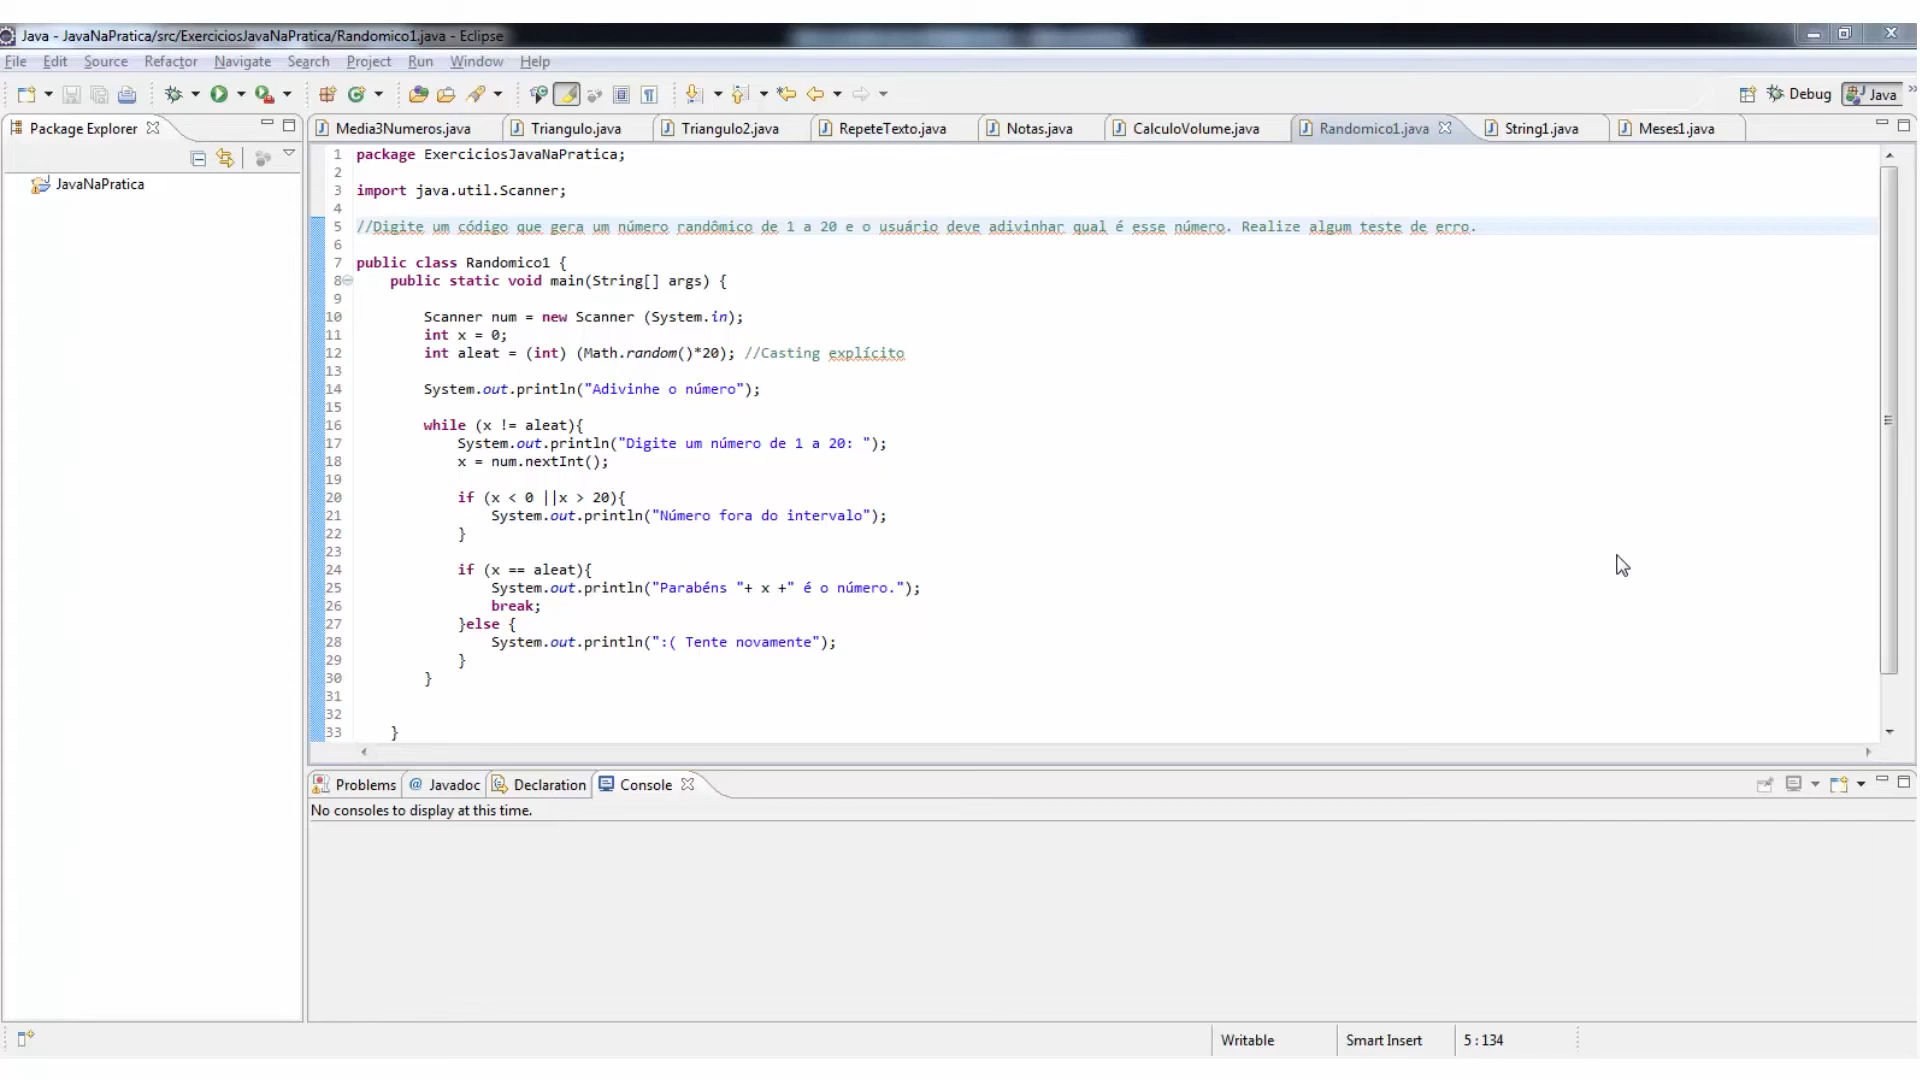 Java - JavaNaPratica/src/ExerciciosJavaNaPratica/Randomico1.java - Eclipse
File Edit Source Refactor Navigate Search Project Run Window Help
Debug Java »
Package Explorer
Media3Numeros.java Triangulo.java Triangulo2.java RepeteTexto.java Notas.java CalculoVolume.java Randomico1.java String1.java Meses1.java
JavaNaPratica
1 package ExerciciosJavaNaPratica;
2
3 import java.util.Scanner;
4
5 //Digite um código que gera um número randômico de 1 a 20 e o usuário deve adivinhar qual é esse número. Realize algum teste de erro.
6
7 public class Randomico1 {
8 public static void main(String[] args) {
9
10 Scanner num = new Scanner (System.in);
11 int x = 0;
12 int aleat = (int) (Math.random()*20); //Casting explícito
13
14 System.out.println("Adivinhe o número");
15
16 while (x != aleat){
17 System.out.println("Digite um número de 1 a 20: ");
18 x = num.nextInt();
19
20 if (x < 0 ||x > 20){
21 System.out.println("Número fora do intervalo");
22 }
23
24 if (x == aleat){
25 System.out.println("Parabéns "+ x +" é o número.");
26 break;
27 }else {
28 System.out.println(":( Tente novamente");
29 }
30 }
31
32
33 }
Problems @ Javadoc Declaration Console
No consoles to display at this time.
Writable Smart Insert 5 : 134